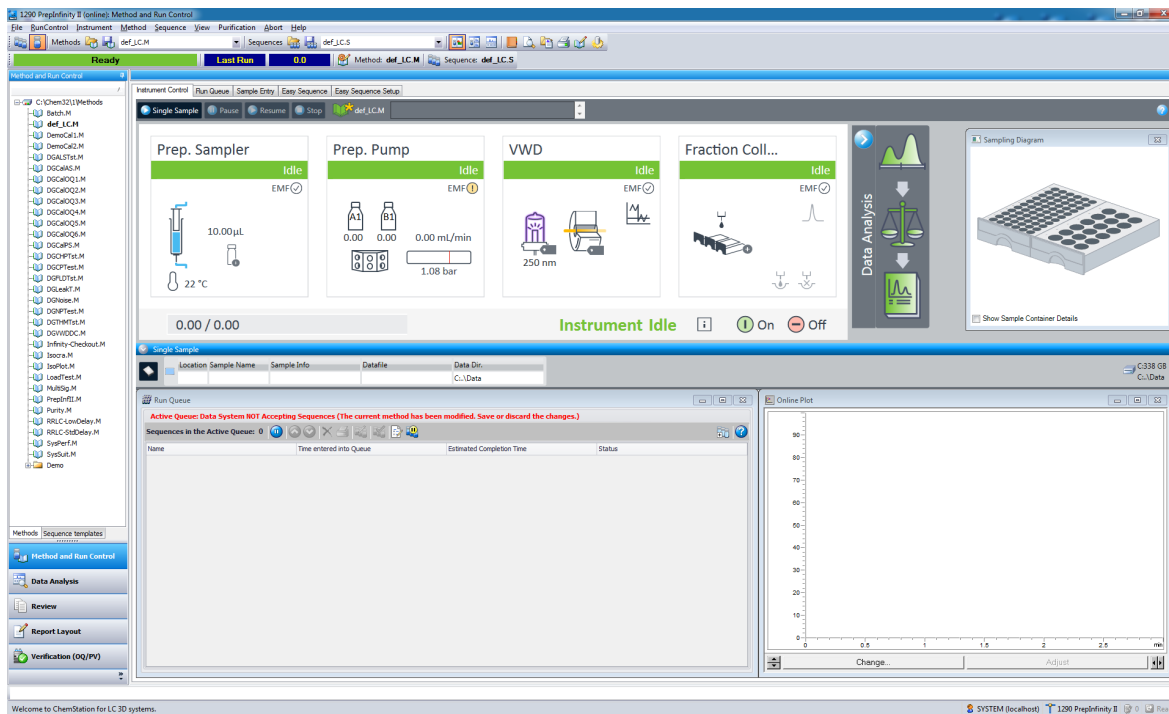 1290 PrepInfinity II (online): Method and Run Control
File RunControl Instrument Method Sequence View Purification Abort Help
Methods def_LC.M Sequences def_LC.S
Ready Last Run 0.0 Method: def_LC.M Sequence: def_LC.S
Method and Run Control
Instrument Control Run Queue Sample Entry Easy Sequence Easy Sequence Setup
Single Sample Pause Resume Stop def_LC.M
C:\Chem32\1\Methods
Batch.M
def_LC.M
DemoCal1.M
DemoCal2.M
DGALSTst.M
DGCalAS.M
DGCalOQ1.M
DGCalOQ2.M
DGCalOQ3.M
DGCalOQ4.M
DGCalOQ5.M
DGCalOQ6.M
DGCalPS.M
DGCHPTst.M
DGCPTest.M
DGFLDTst.M
DGLeakT.M
DGNoise.M
DGNPTest.M
DGTHMTst.M
DGVWDDC.M
Infinity-Checkout.M
Isocra.M
IsoPlot.M
LoadTest.M
MultiSig.M
PrepInfII.M
Purity.M
RRLC-LowDelay.M
RRLC-StdDelay.M
SysPerf.M
SysSuit.M
Demo
Methods Sequence templates
Method and Run Control
Data Analysis
Review
Report Layout
Verification (OQ/PV)
Prep. Sampler
Idle
EMF
10.00 µL
22 °C
Prep. Pump
Idle
EMF
A1 B1
0.00 0.00 0.00 mL/min
1.08 bar
VWD
Idle
EMF
250 nm
Fraction Coll...
Idle
EMF
0.00 / 0.00 Instrument Idle On Off
Data Analysis
Sampling Diagram
Show Sample Container Details
Single Sample
Location Sample Name Sample Info Datafile Data Dir.
C:..\Data
C:338 GB
C:..\Data
Run Queue
Active Queue: Data System NOT Accepting Sequences (The current method has been modified. Save or discard the changes.)
Sequences in the Active Queue: 0
Name Time entered into Queue Estimated Completion Time Status
Online Plot
90
80
70
60
50
40
30
20
10
0
0 0.5 1 1.5 2 2.5 min
Change... Adjust
Welcome to ChemStation for LC 3D systems. SYSTEM (localhost) 1290 PrepInfinity II 0